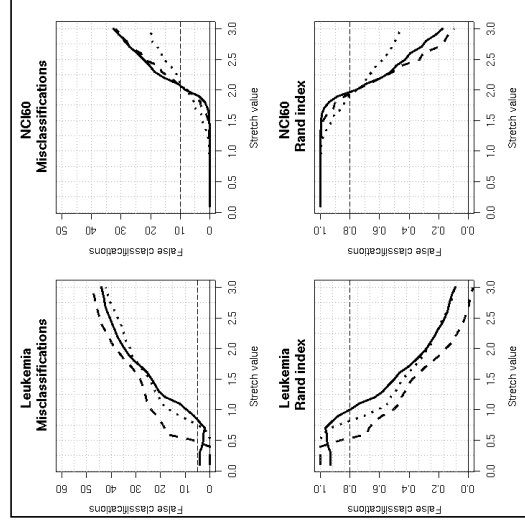 NCI60
Misclassifications
50
40
30
20
10
0
False classifications
0.0 0.5 1.0 1.5 2.0 2.5 3.0
Stretch value
NCI60
Rand index
1.0
0.8
0.6
0.4
0.2
0.0
False classifications
0.0 0.5 1.0 1.5 2.0 2.5 3.0
Stretch value
Leukemia
Misclassifications
60
50
40
30
20
10
0
False classifications
0.0 0.5 1.0 1.5 2.0 2.5 3.0
Stretch value
Leukemia
Rand index
1.0
0.8
0.6
0.4
0.2
0.0
False classifications
0.0 0.5 1.0 1.5 2.0 2.5 3.0
Stretch value